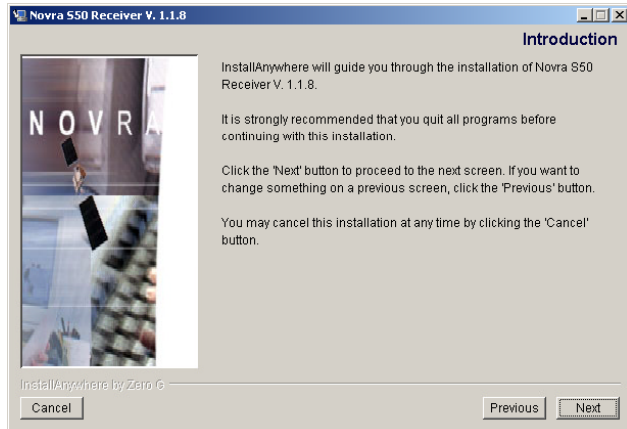 Novra S50 Receiver V. 1.1.8
Introduction
InstallAnywhere will guide you through the installation of Novra S50
Receiver V. 1.1.8.
It is strongly recommended that you quit all programs before
continuing with this installation.
Click the 'Next' button to proceed to the next screen. If you want to
change something on a previous screen, click the 'Previous' button.
You may cancel this installation at any time by clicking the 'Cancel'
button.
NOVRA
InstallAnywhere by Zero G
Cancel
Previous
Next